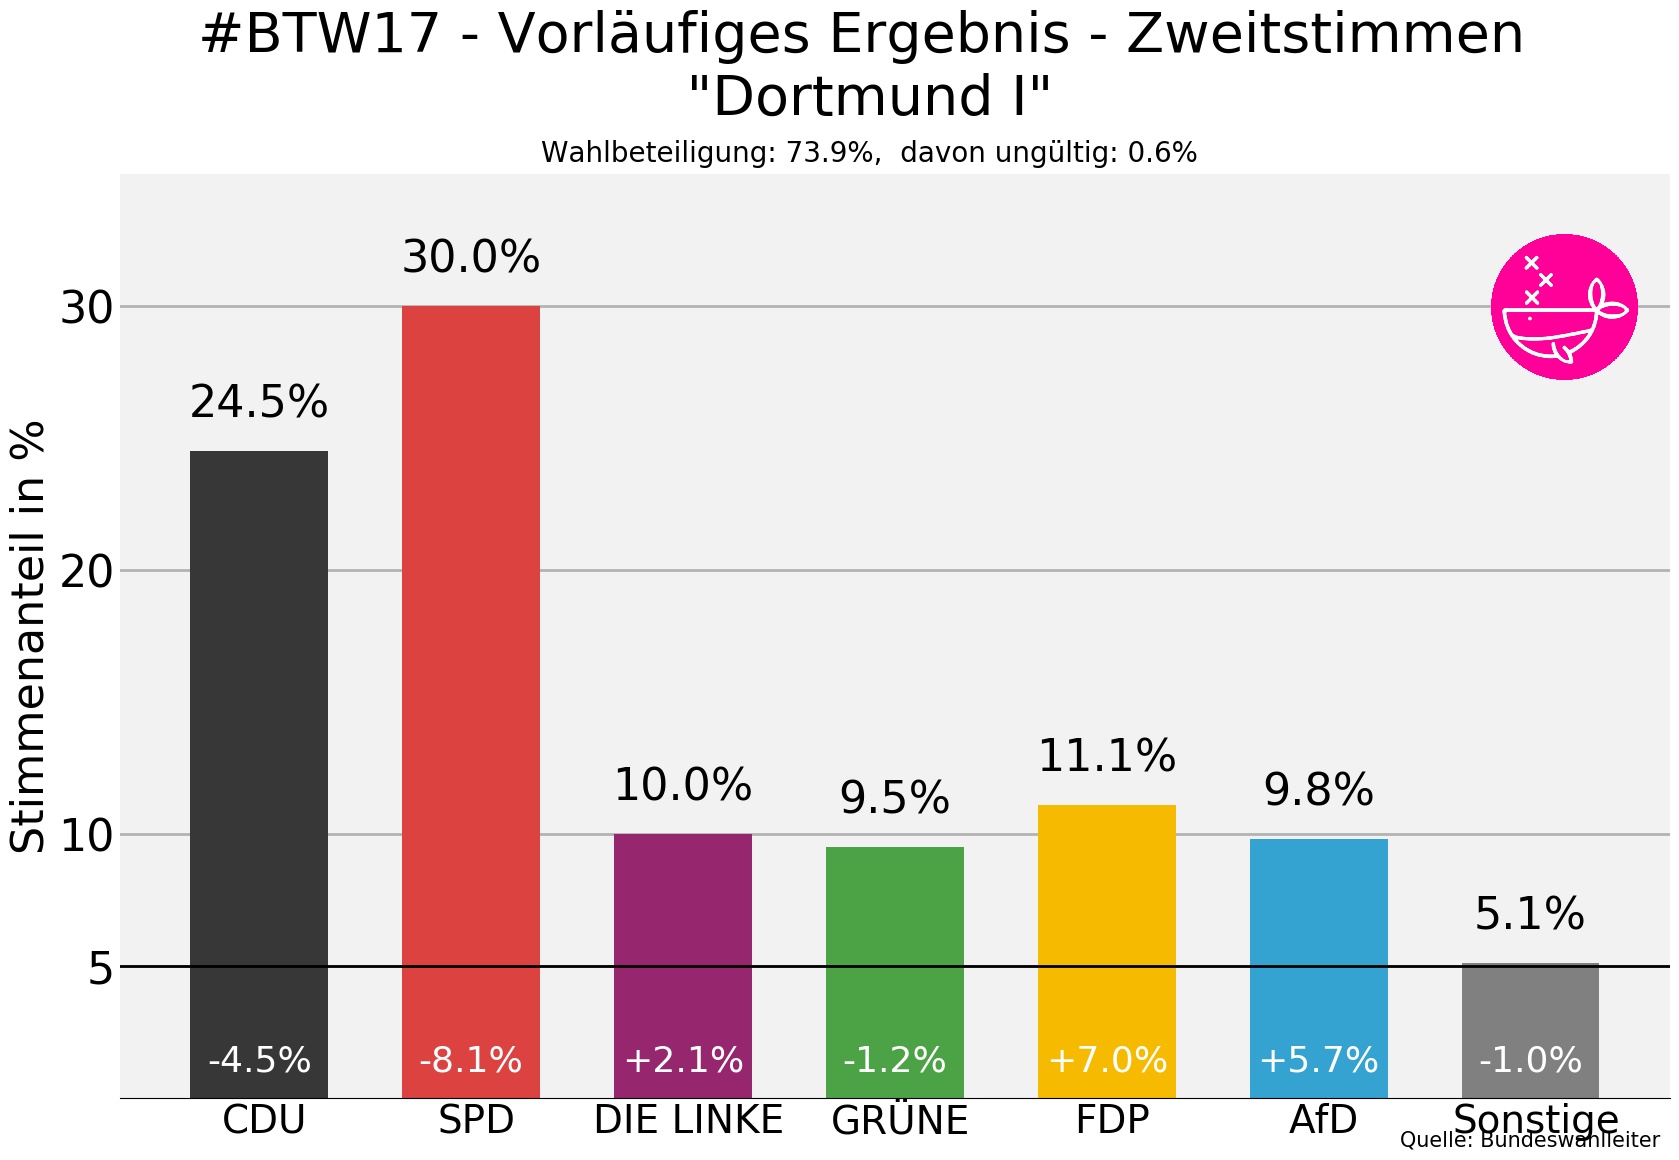 #BTW17 - Vorläufiges Ergebnis - Zweitstimmen
"Dortmund I"
Wahlbeteiligung: 73.9%,  davon ungültig: 0.6%
Stimmenanteil in %
30
20
10
5
24.5%
30.0%
10.0%
9.5%
11.1%
9.8%
5.1%
-4.5%
-8.1%
+2.1%
-1.2%
+7.0%
+5.7%
-1.0%
CDU
SPD
DIE LINKE
GRÜNE
FDP
AfD
Sonstige
Quelle: Bundeswahlleiter